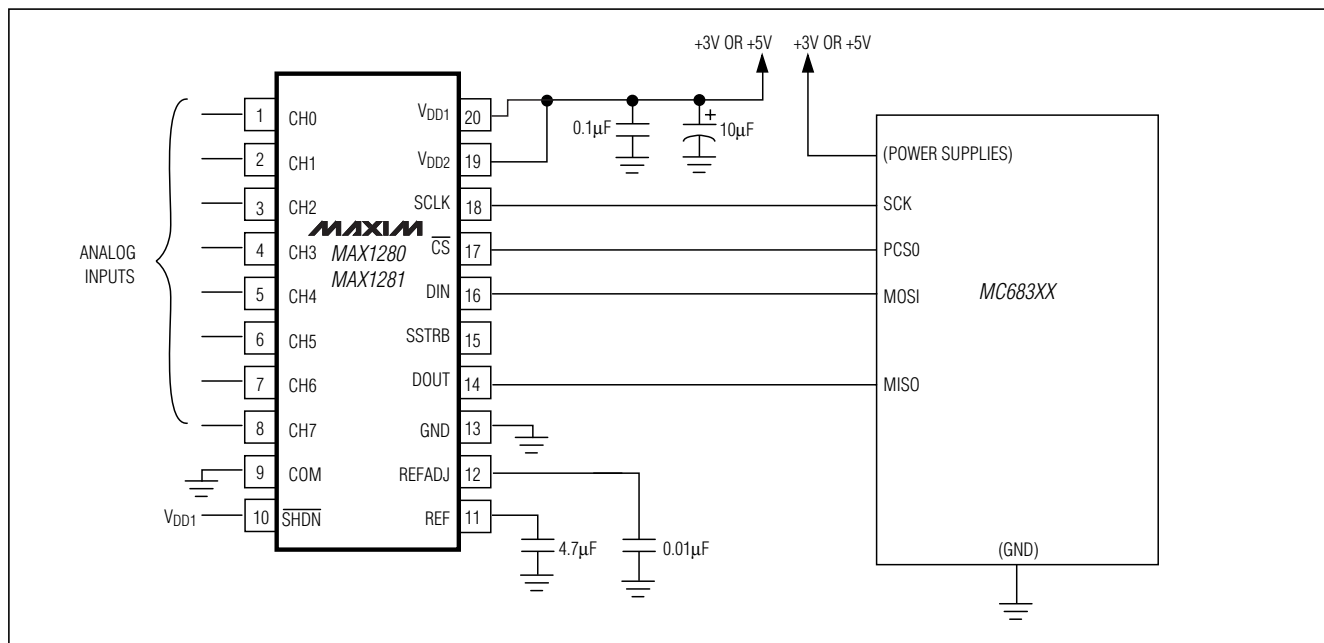 +3V OR +5V
+3V OR +5V
1 CH0
2 CH1
3 CH2
4 CH3
5 CH4
6 CH5
7 CH6
8 CH7
9 COM
V_DD1 10 SHDN
ANALOG
INPUTS
MAXIM
MAX1280
MAX1281
V_DD1 20
V_DD2 19
SCLK 18
CS 17
DIN 16
SSTRB 15
DOUT 14
GND 13
REFADJ 12
REF 11
0.1µF
10µF
+
4.7µF
0.01µF
(POWER SUPPLIES)
SCK
PCS0
MOSI
MISO
MC683XX
(GND)